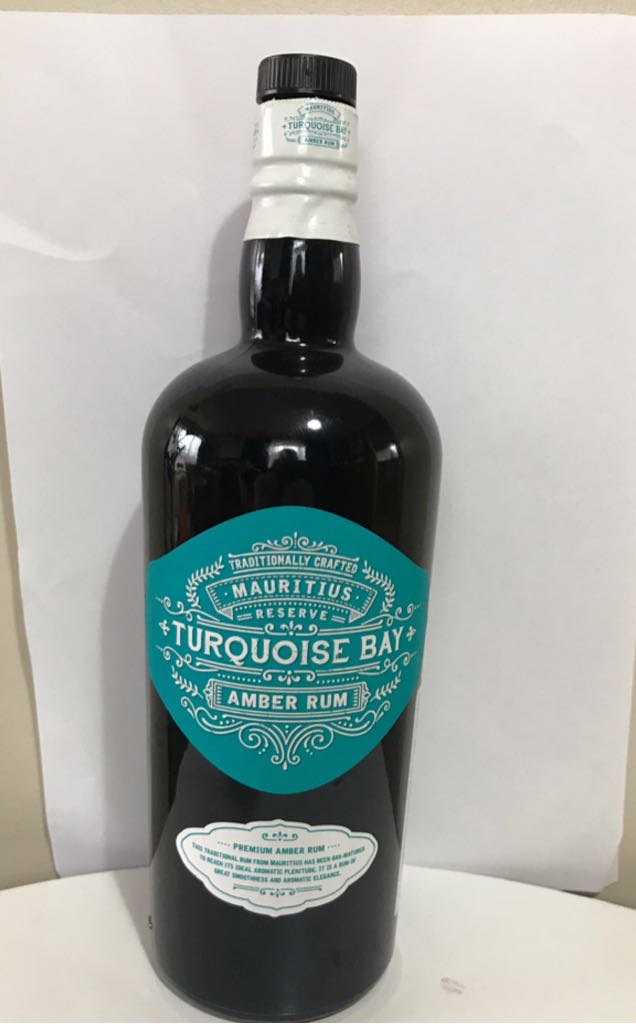 MAURITIUS
TURQUOISE BAY
AMBER RUM
TRADITIONALLY CRAFTED
MAURITIUS
RESERVE
TURQUOISE BAY
AMBER RUM
PREMIUM AMBER RUM
THIS TRADITIONAL RUM FROM MAURITIUS HAS BEEN OAK-MATURED
TO REACH ITS IDEAL AROMATIC PLENITUDE. IT IS A RUM OF
GREAT SMOOTHNESS AND AROMATIC ELEGANCE.